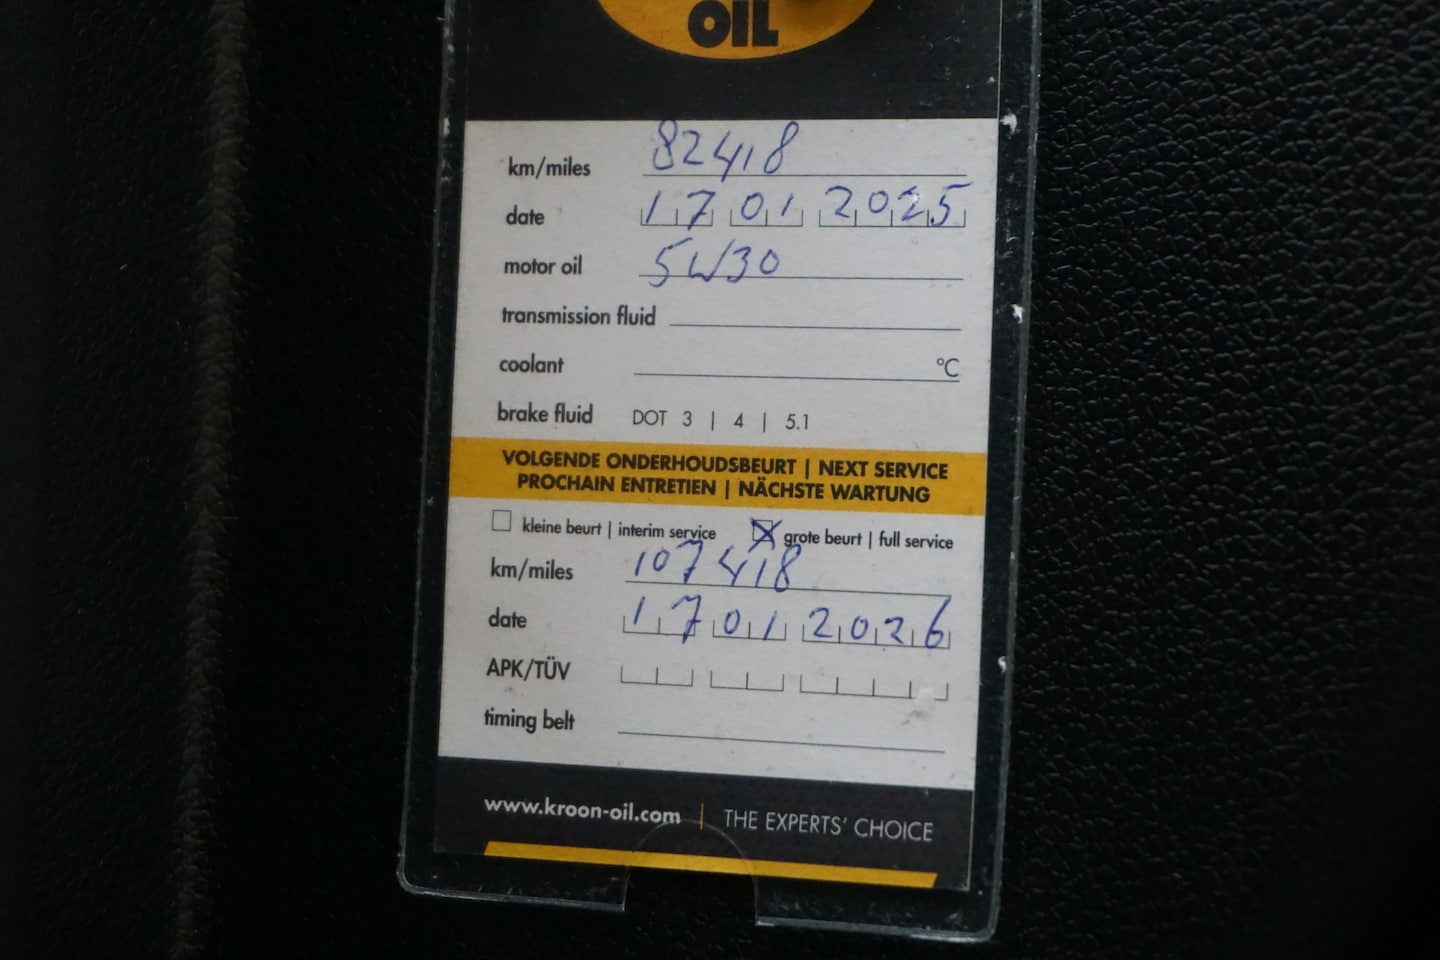 OIL
km/miles 82418
date 17 01 2025
motor oil 5W30
transmission fluid
coolant °C
brake fluid DOT 3 | 4 | 5.1
VOLGENDE ONDERHOUDSBEURT | NEXT SERVICE
PROCHAIN ENTRETIEN | NÄCHSTE WARTUNG
kleine beurt | interim service grote beurt | full service
km/miles 107418
date 17 01 2026
APK/TÜV
timing belt
www.kroon-oil.com | THE EXPERTS' CHOICE